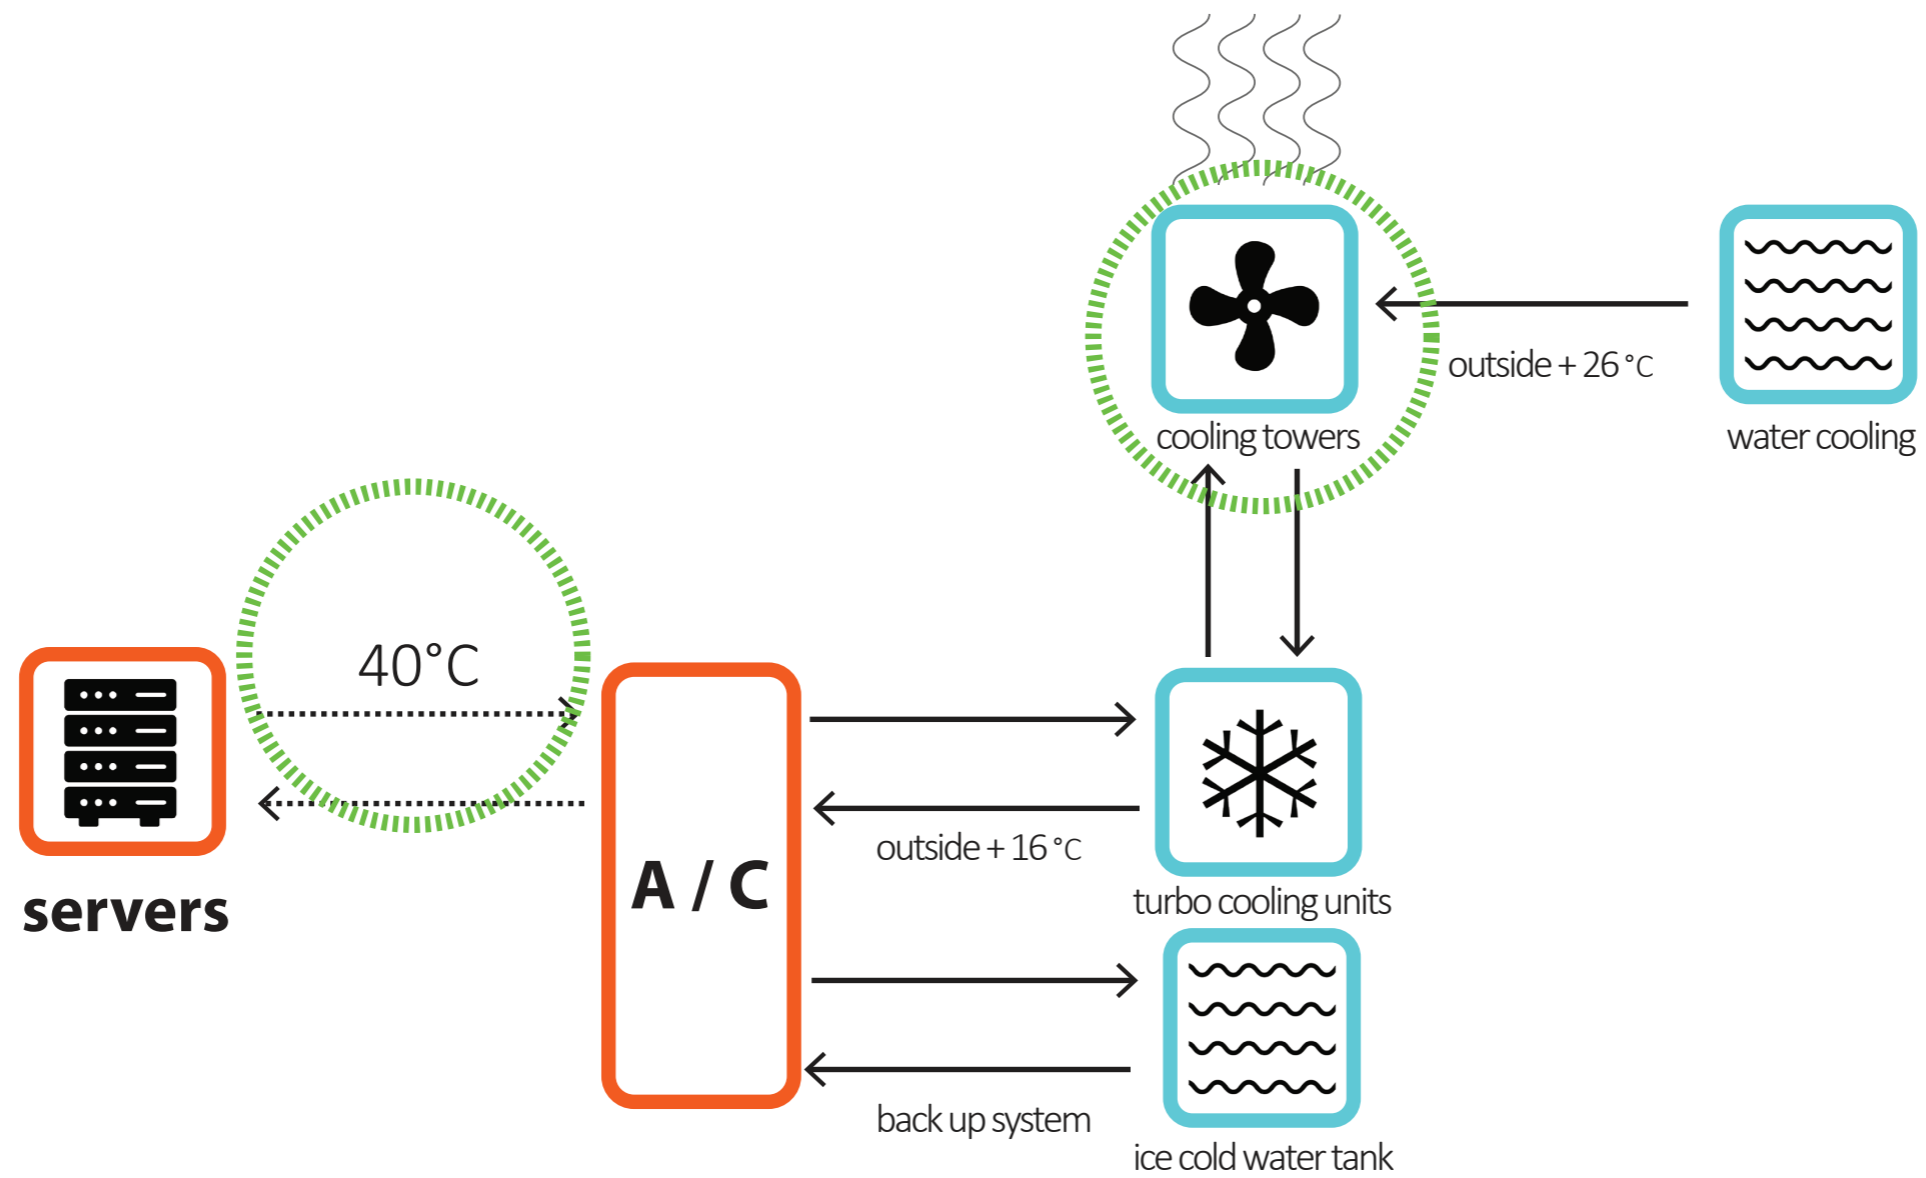 cooling towers
outside + 26 °C
water cooling
40°C
servers
A / C
outside + 16 °C
turbo cooling units
back up system
ice cold water tank